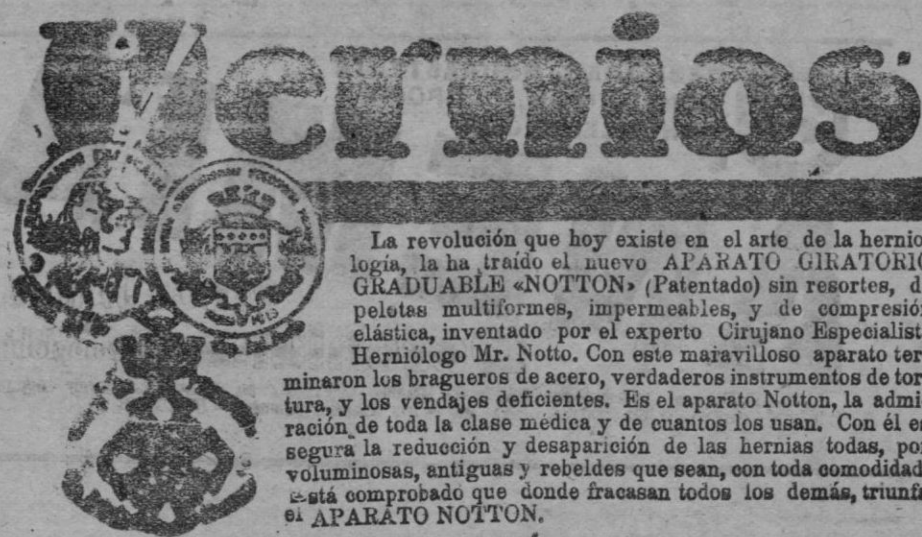 Hernias
La revolución que hoy existe en el arte de la hernio
logía, la ha traído el nuevo APARATO GIRATORIO
GRADUABLE «NOTTON» (Patentado) sin resortes, d
pelotas multiformes, impermeables, y de compresió
elástica, inventado por el experto Cirujano Especialist
Herniólogo Mr. Notto. Con este maravilloso aparato ter
minaron los bragueros de acero, verdaderos instrumentos de tor
tura, y los vendajes deficientes. Es el aparato Notton, la admi
ración de toda la clase médica y de cuantos los usan. Con él e
segura la reducción y desaparición de las hernias todas, po
voluminosas, antiguas y rebeldes que sean, con toda comodidad
está comprobado que donde fracasan todos los demás, triunf
el APARATO NOTTON.